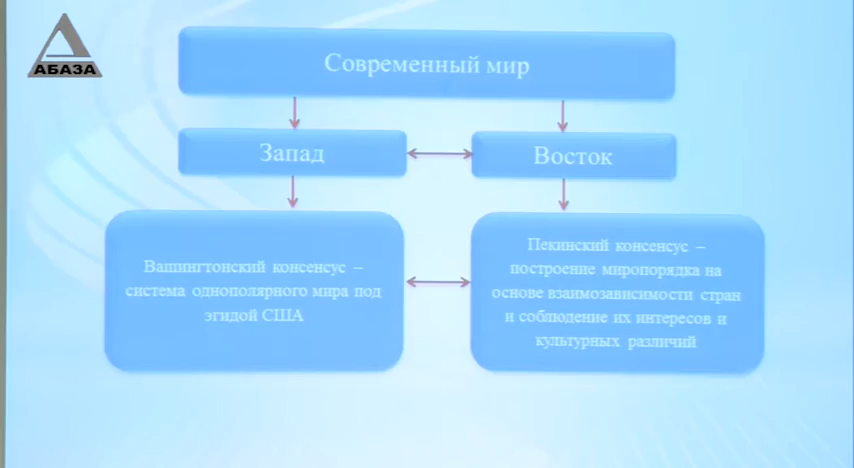 АБАЗА
Современный мир
Запад
Восток
Вашингтонский консенсус –
система однополярного мира под
эгидой США
Пекинский консенсус –
построение миропорядка на
основе взаимозависимости стран
и соблюдение их интересов и
культурных различий